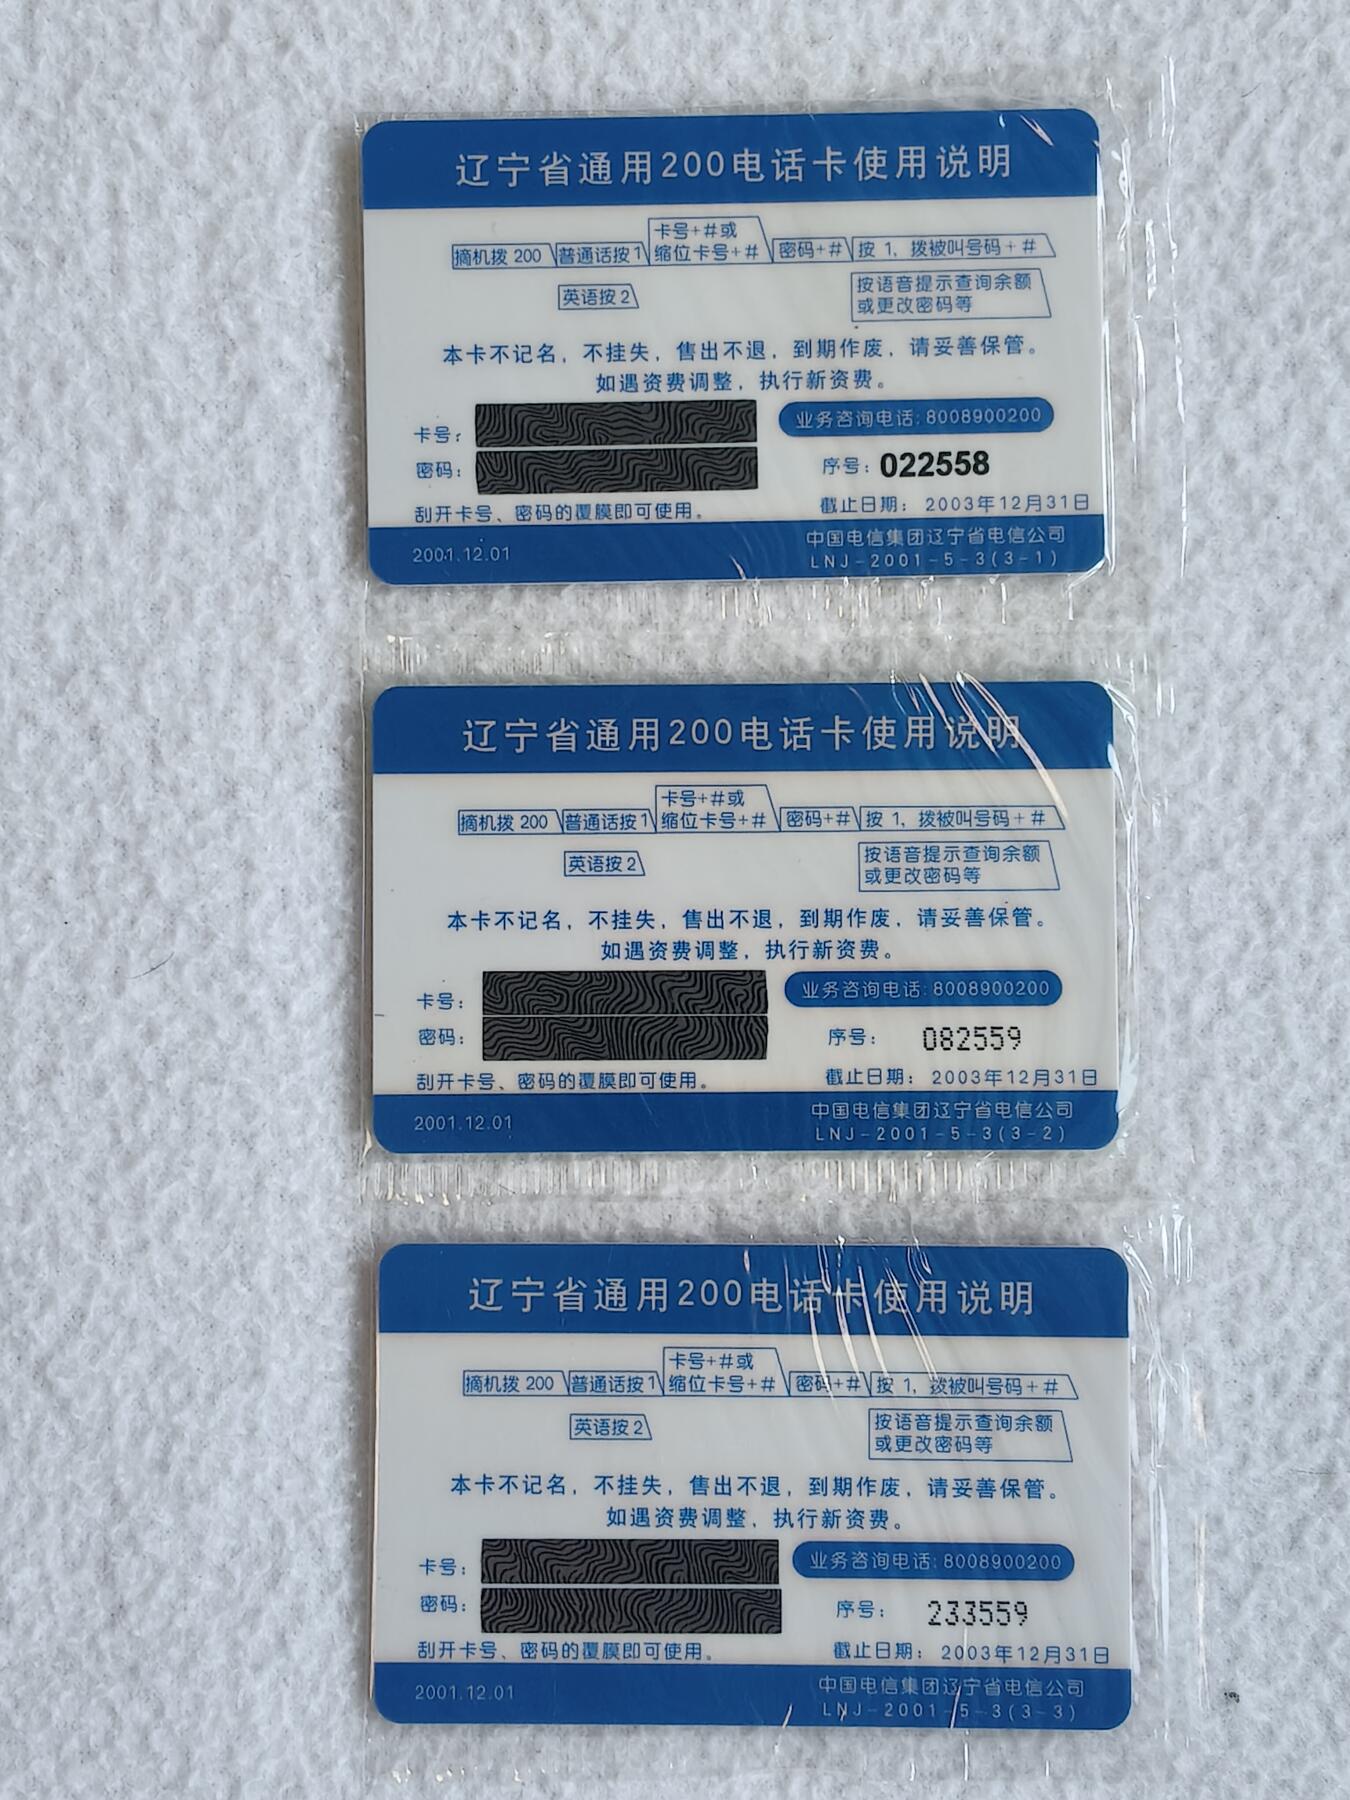 辽宁省通用200电话卡使用说明
卡号+#或
摘机拨 200 普通话按1 缩位卡号+# 密码+# 按 1，拨被叫号码+#
英语按2 按语音提示查询余额
或更改密码等
本卡不记名，不挂失，售出不退，到期作废，请妥善保管。
如遇资费调整，执行新资费。
卡号： 业务咨询电话:8008900200
密码： 序号：022558
刮开卡号、密码的覆膜即可使用。 截止日期： 2003年12月31日
2001.12.01 中国电信集团辽宁省电信公司
LNJ-2001-5-3(3-1)
辽宁省通用200电话卡使用说明
卡号+#或
摘机拨 200 普通话按1 缩位卡号+# 密码+# 按 1，拨被叫号码+#
英语按2 按语音提示查询余额
或更改密码等
本卡不记名，不挂失，售出不退，到期作废，请妥善保管。
如遇资费调整，执行新资费。
卡号： 业务咨询电话:8008900200
密码： 序号： 082559
刮开卡号、密码的覆膜即可使用。 截止日期： 2003年12月31日
2001.12.01 中国电信集团辽宁省电信公司
LNJ-2001-5-3(3-2)
辽宁省通用200电话卡使用说明
卡号+#或
摘机拨 200 普通话按1 缩位卡号+# 密码+# 按 1，拨被叫号码+#
英语按2 按语音提示查询余额
或更改密码等
本卡不记名，不挂失，售出不退，到期作废，请妥善保管。
如遇资费调整，执行新资费。
卡号： 业务咨询电话:8008900200
密码： 序号： 233559
刮开卡号、密码的覆膜即可使用。 截止日期： 2003年12月31日
2001.12.01 中国电信集团辽宁省电信公司
LNJ-2001-5-3(3-3)